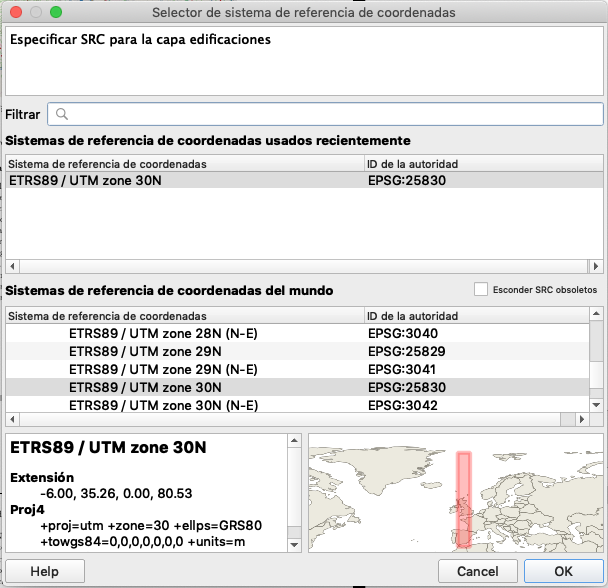 Selector de sistema de referencia de coordenadas
Especificar SRC para la capa edificaciones
Filtrar
Sistemas de referencia de coordenadas usados recientemente
Sistema de referencia de coordenadas ID de la autoridad
ETRS89 / UTM zone 30N EPSG:25830
Sistemas de referencia de coordenadas del mundo Esconder SRC obsoletos
Sistema de referencia de coordenadas ID de la autoridad
ETRS89 / UTM zone 28N (N-E) EPSG:3040
ETRS89 / UTM zone 29N EPSG:25829
ETRS89 / UTM zone 29N (N-E) EPSG:3041
ETRS89 / UTM zone 30N EPSG:25830
ETRS89 / UTM zone 30N (N-E) EPSG:3042
ETRS89 / UTM zone 30N
Extensión
-6.00, 35.26, 0.00, 80.53
Proj4
+proj=utm +zone=30 +ellps=GRS80
+towgs84=0,0,0,0,0,0,0 +units=m
Help Cancel OK